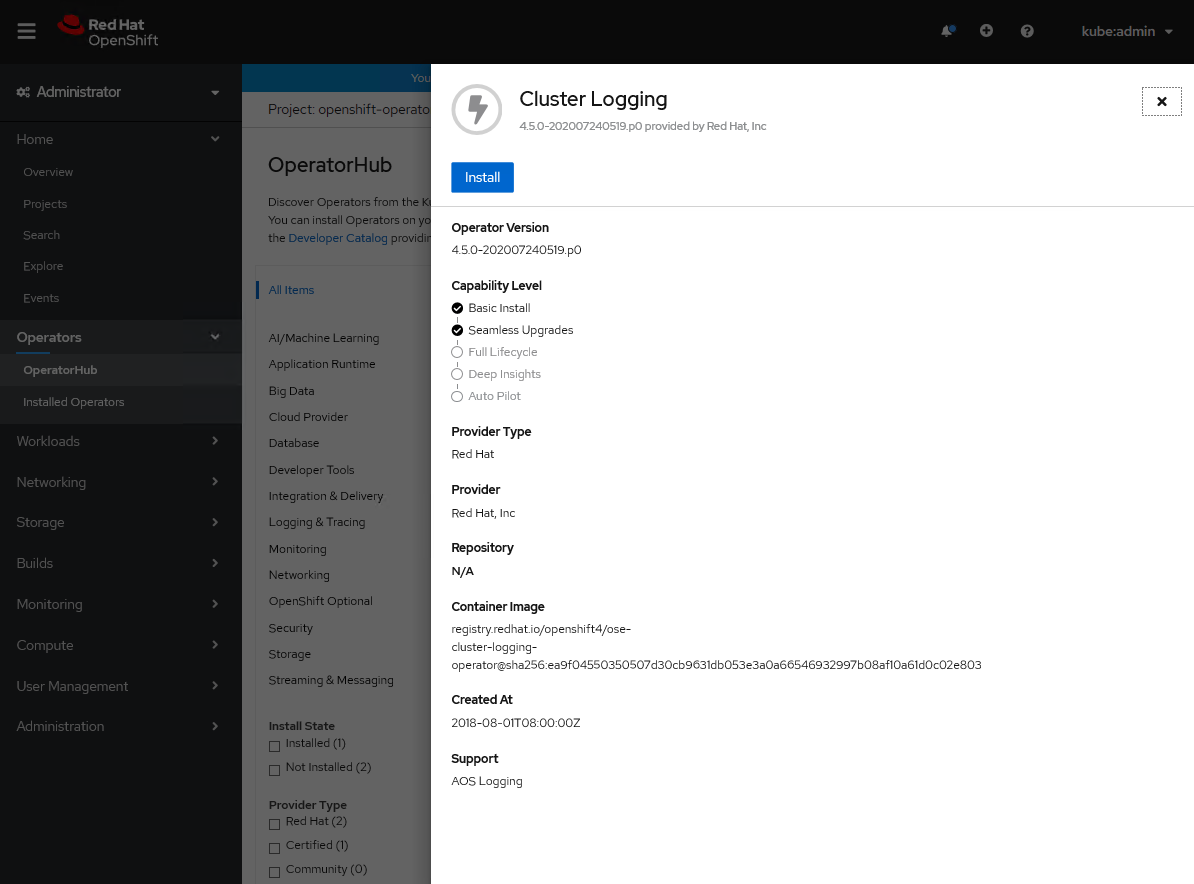 Red Hat
OpenShift
kube:admin
Administrator
Home
Overview
Projects
Search
Explore
Events
Operators
OperatorHub
Installed Operators
Workloads
Networking
Storage
Builds
Monitoring
Compute
User Management
Administration
You
Project: openshift-operato
OperatorHub
Discover Operators from the K
You can install Operators on yo
the Developer Catalog providin
All Items
AI/Machine Learning
Application Runtime
Big Data
Cloud Provider
Database
Developer Tools
Integration & Delivery
Logging & Tracing
Monitoring
Networking
OpenShift Optional
Security
Storage
Streaming & Messaging
Install State
Installed (1)
Not Installed (2)
Provider Type
Red Hat (2)
Certified (1)
Community (0)
Cluster Logging
4.5.0-202007240519.p0 provided by Red Hat, Inc
Install
Operator Version
4.5.0-202007240519.p0
Capability Level
Basic Install
Seamless Upgrades
Full Lifecycle
Deep Insights
Auto Pilot
Provider Type
Red Hat
Provider
Red Hat, Inc
Repository
N/A
Container Image
registry.redhat.io/openshift4/ose-
cluster-logging-
operator@sha256:ea9f04550350507d30cb9631db053e3a0a66546932997b08af10a61d0c02e803
Created At
2018-08-01T08:00:00Z
Support
AOS Logging